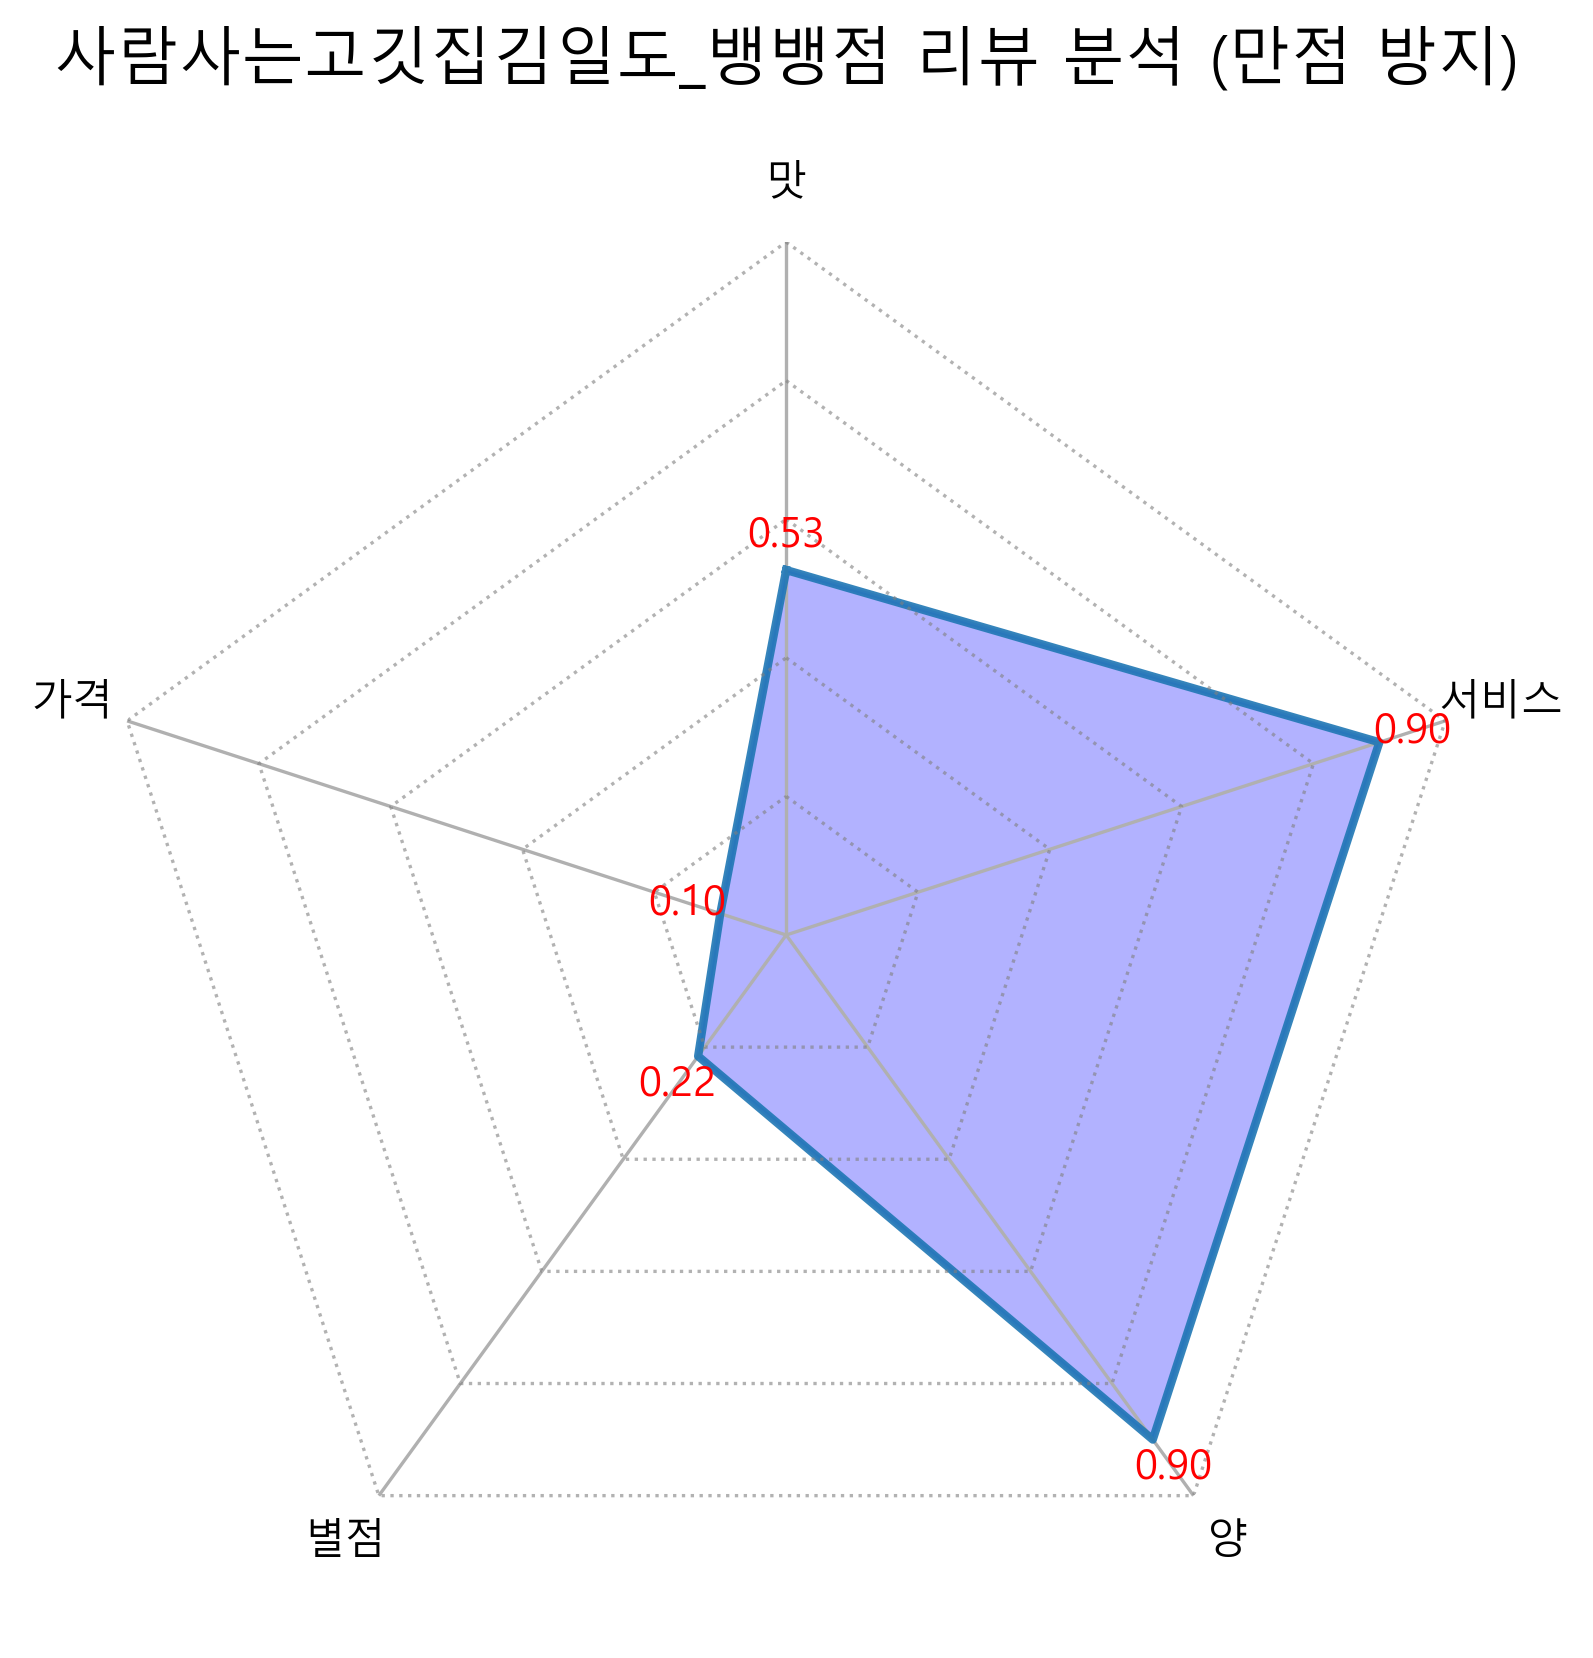 사람사는고깃집김일도_뱅뱅점 리뷰 분석 (만점 방지)
맛
0.53
가격
서비스
0.90
0.10
0.22
0.90
별점
양